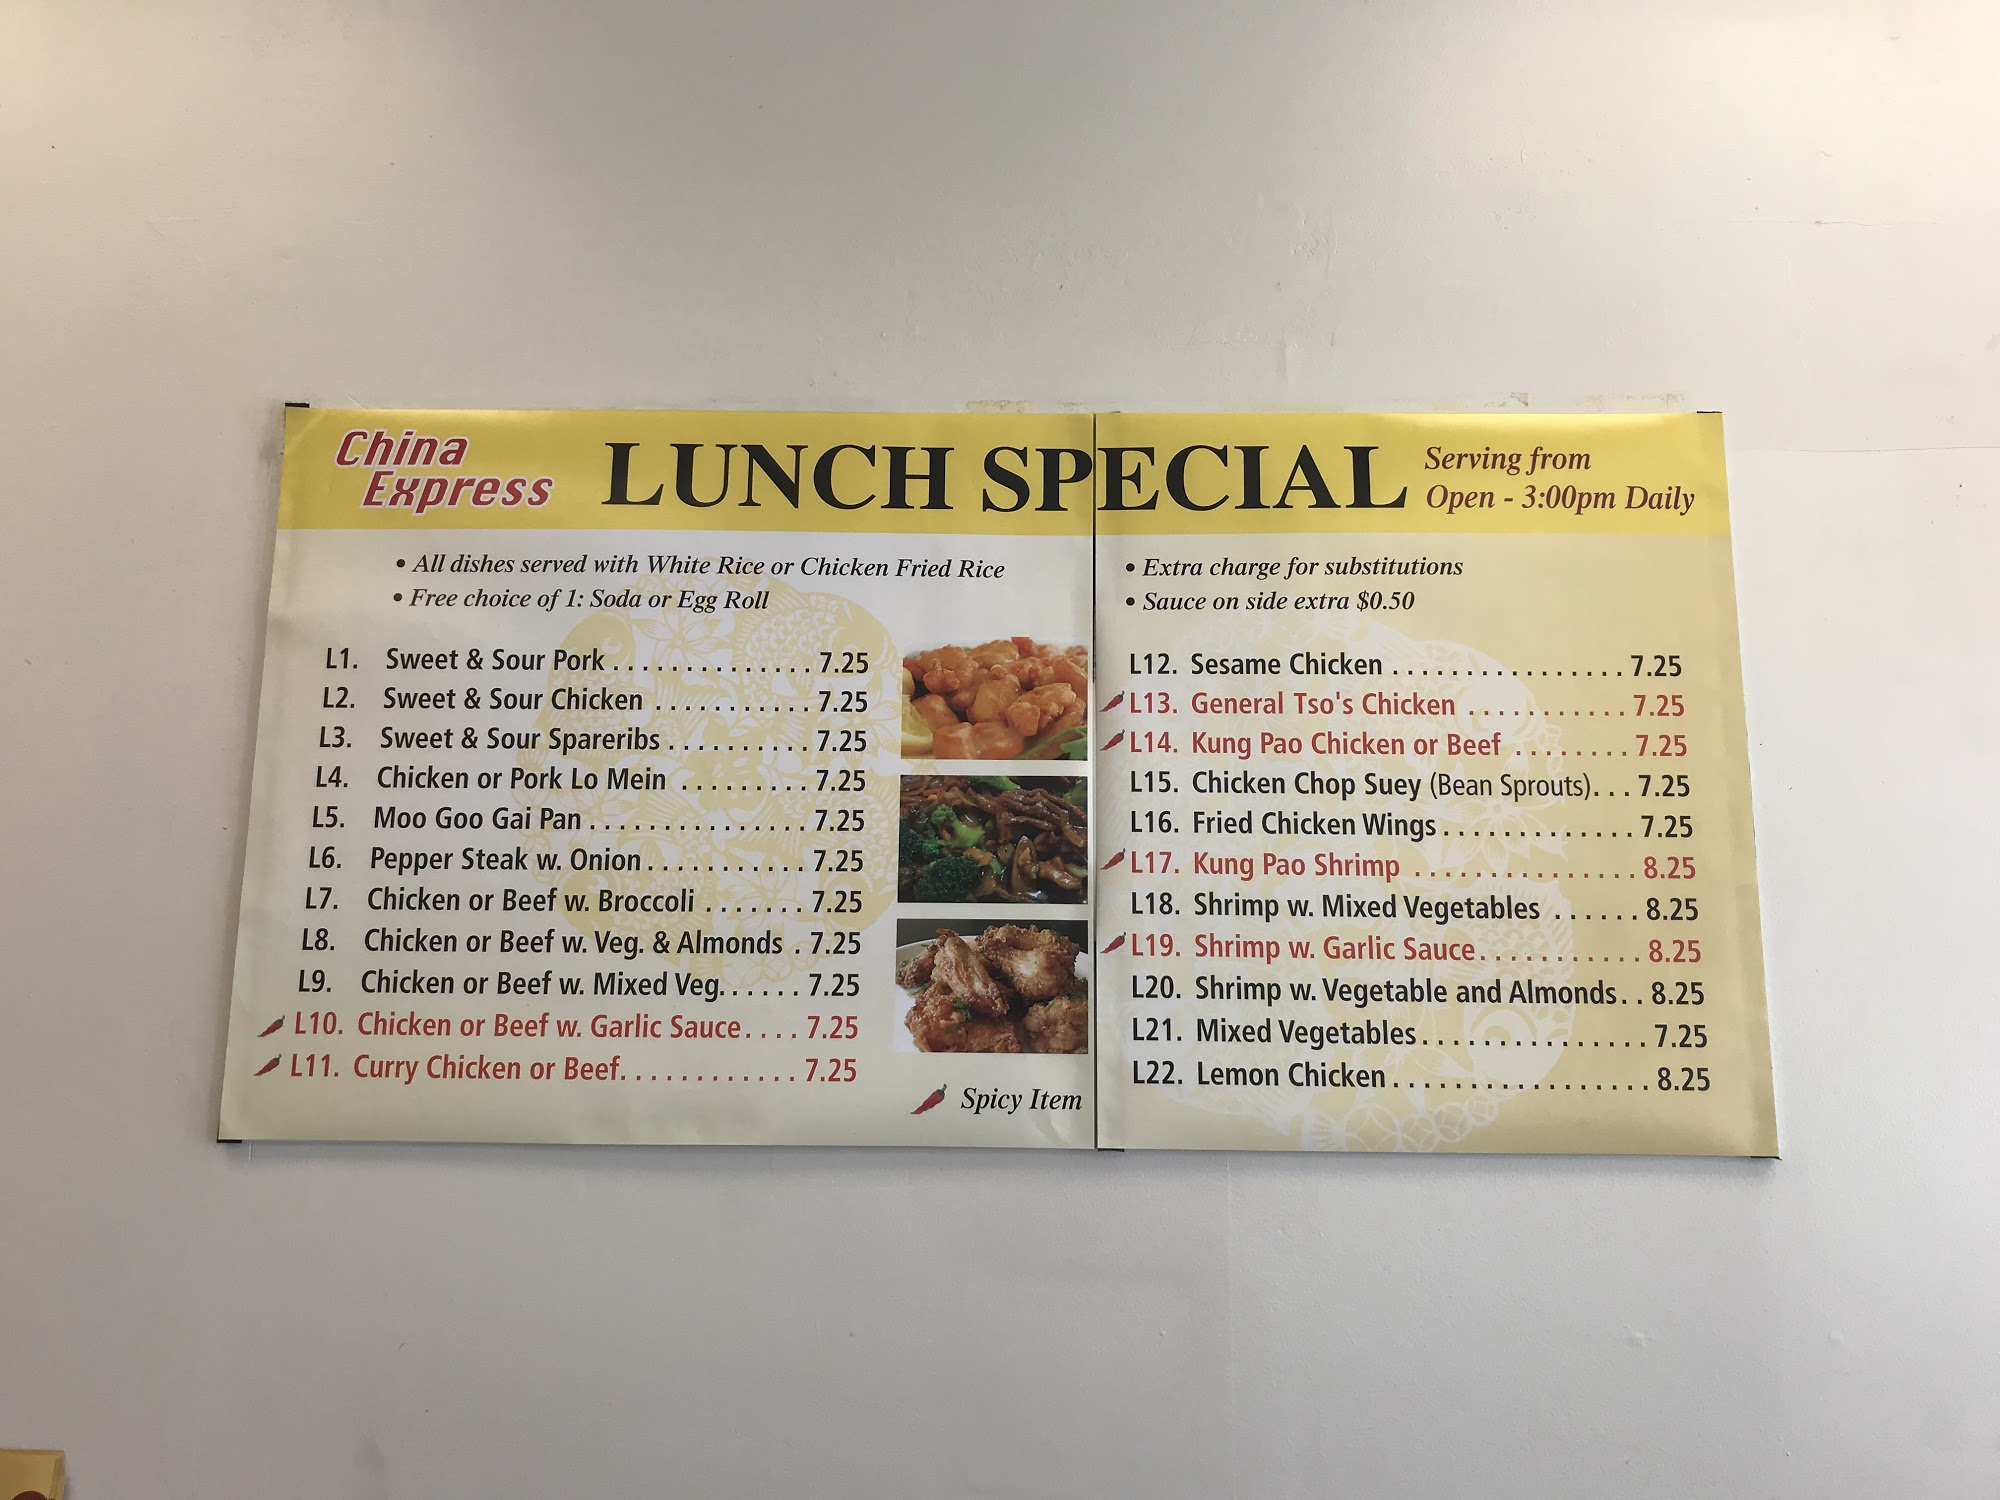 China
Express
LUNCH SPECIAL
Serving from
Open - 3:00pm Daily
• All dishes served with White Rice or Chicken Fried Rice
• Free choice of 1: Soda or Egg Roll
L1. Sweet & Sour Pork . . . . . . . . . . . . . . 7.25
L2. Sweet & Sour Chicken . . . . . . . . . . . 7.25
L3. Sweet & Sour Spareribs . . . . . . . . . . 7.25
L4. Chicken or Pork Lo Mein . . . . . . . . . 7.25
L5. Moo Goo Gai Pan . . . . . . . . . . . . . . . 7.25
L6. Pepper Steak w. Onion . . . . . . . . . . . 7.25
L7. Chicken or Beef w. Broccoli . . . . . . . 7.25
L8. Chicken or Beef w. Veg. & Almonds . 7.25
L9. Chicken or Beef w. Mixed Veg. . . . . . 7.25
L10. Chicken or Beef w. Garlic Sauce. . . . 7.25
L11. Curry Chicken or Beef. . . . . . . . . . . . 7.25
Spicy Item
• Extra charge for substitutions
• Sauce on side extra $0.50
L12. Sesame Chicken . . . . . . . . . . . . . . . . 7.25
L13. General Tso's Chicken . . . . . . . . . . . 7.25
L14. Kung Pao Chicken or Beef . . . . . . . . 7.25
L15. Chicken Chop Suey (Bean Sprouts). . . 7.25
L16. Fried Chicken Wings. . . . . . . . . . . . . 7.25
L17. Kung Pao Shrimp . . . . . . . . . . . . . . . 8.25
L18. Shrimp w. Mixed Vegetables . . . . . . 8.25
L19. Shrimp w. Garlic Sauce. . . . . . . . . . . 8.25
L20. Shrimp w. Vegetable and Almonds. . 8.25
L21. Mixed Vegetables. . . . . . . . . . . . . . . 7.25
L22. Lemon Chicken . . . . . . . . . . . . . . . . . 8.25